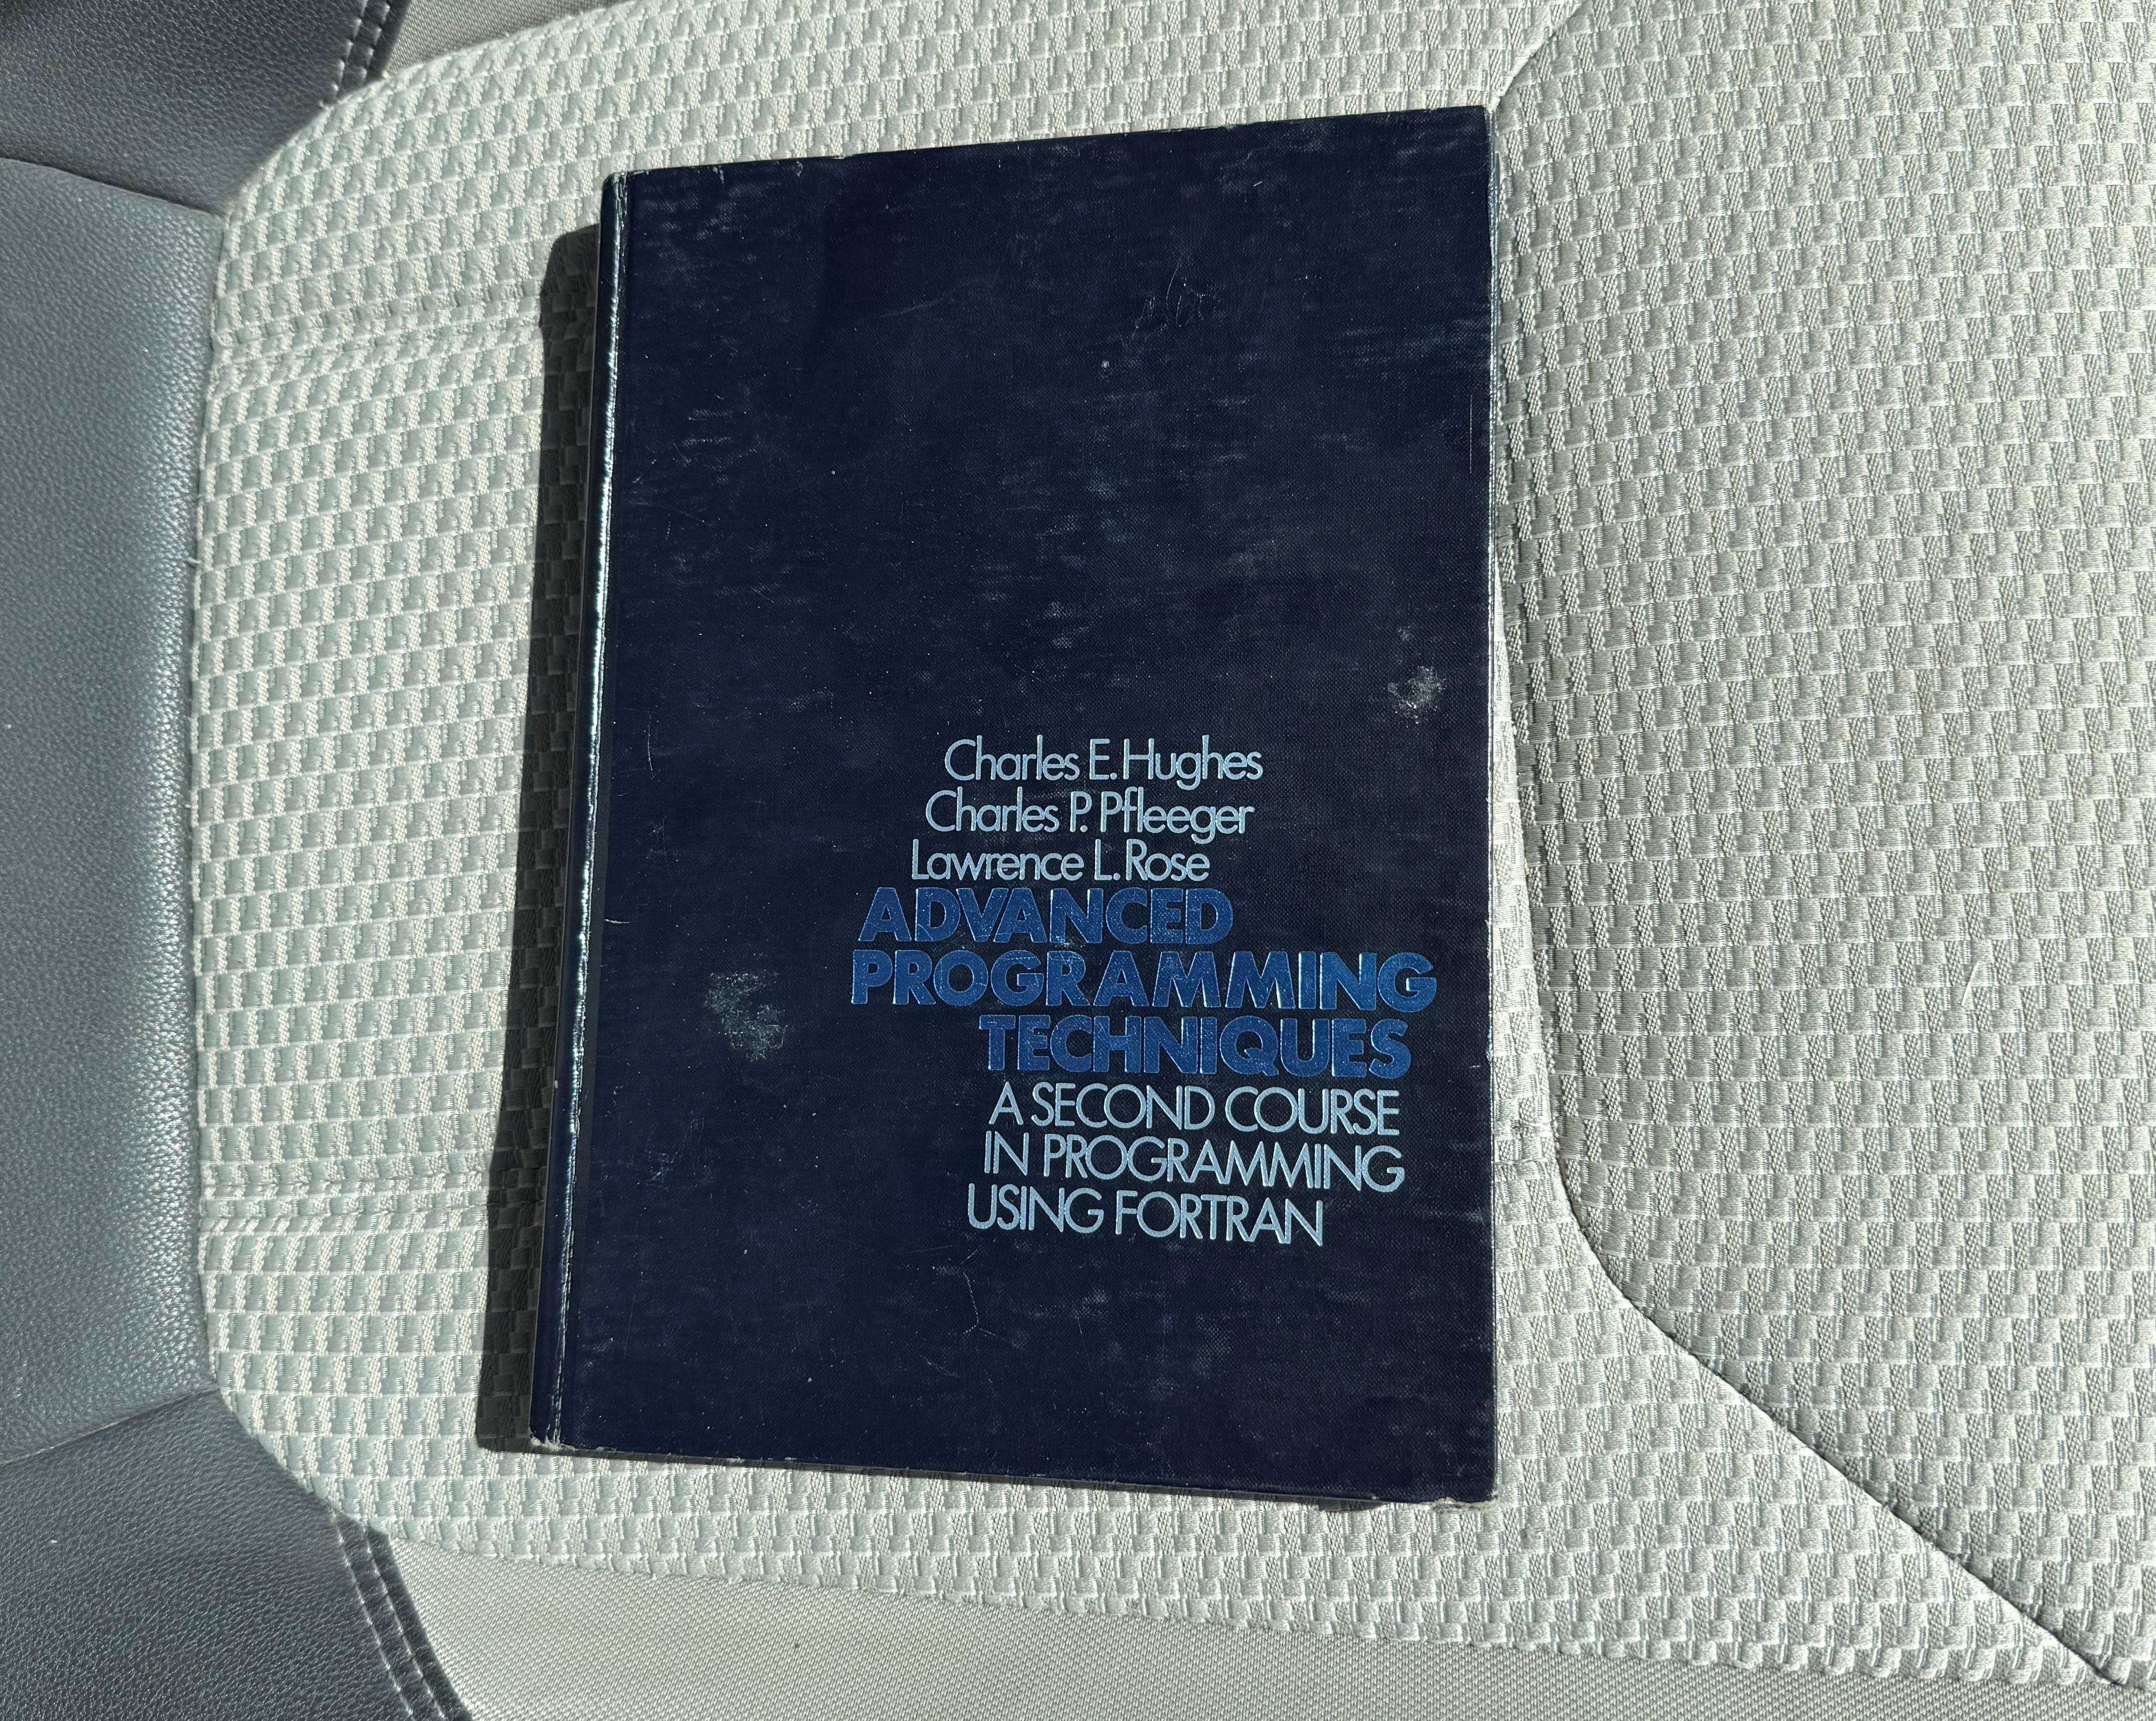 Charles E. Hughes
Charles P. Pfleeger
Lawrence L. Rose
ADVANCED
PROGRAMMING
TECHNIQUES
A SECOND COURSE
IN PROGRAMMING
USING FORTRAN